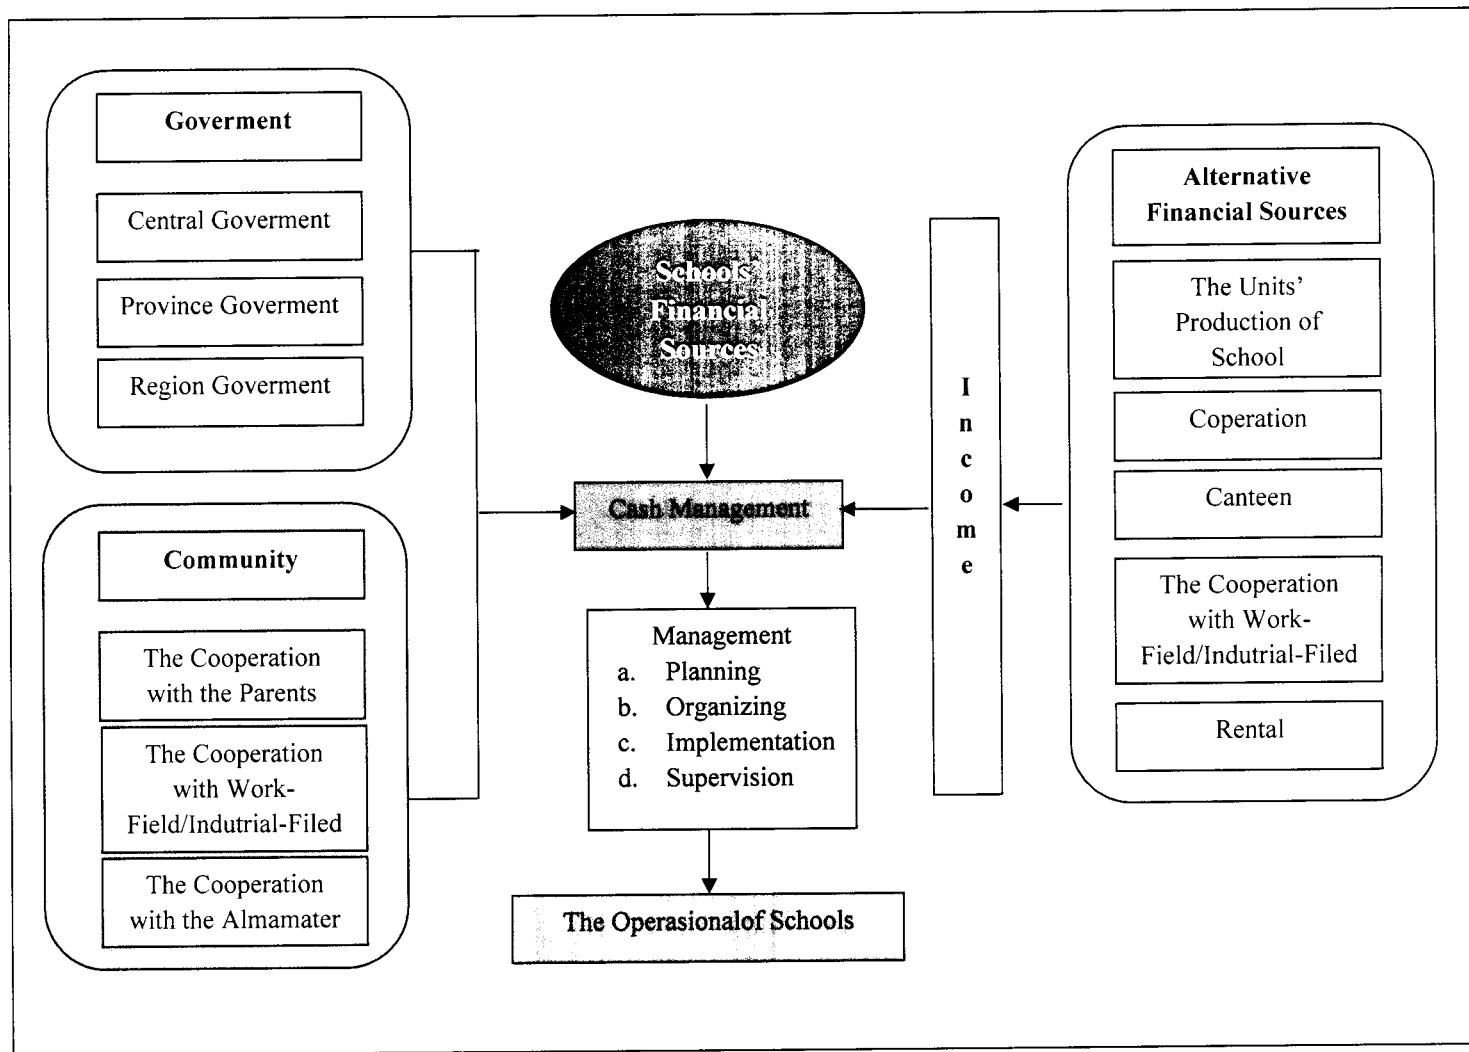 Goverment
Central Goverment
Province Goverment
Region Goverment
Community
The Cooperation
with the Parents
The Cooperation
with Work-
Field/Indutrial-Filed
The Cooperation
with the Almamater
Schools'
Financial
Sources
Cash Management
Management
a. Planning
b. Organizing
c. Implementation
d. Supervision
The Operasionalof Schools
I
n
c
o
m
e
Alternative
Financial Sources
The Units'
Production of
School
Coperation
Canteen
The Cooperation
with Work-
Field/Indutrial-Filed
Rental